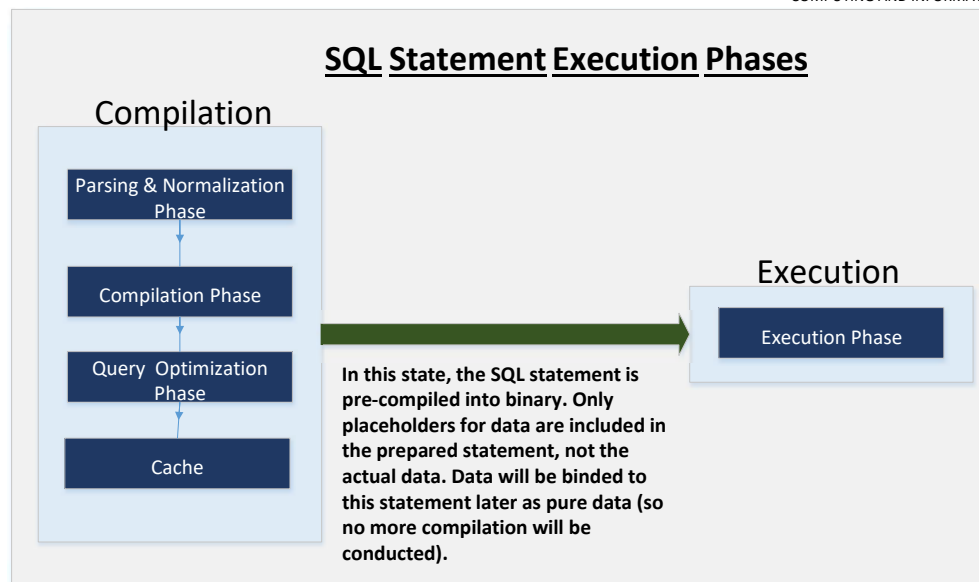 SQL Statement Execution Phases
Compilation
Parsing & Normalization
Phase
Compilation Phase
Query Optimization
Phase
Cache
In this state, the SQL statement is
pre-compiled into binary. Only
placeholders for data are included in
the prepared statement, not the
actual data. Data will be binded to
this statement later as pure data (so
no more compilation will be
conducted).
Execution
Execution Phase